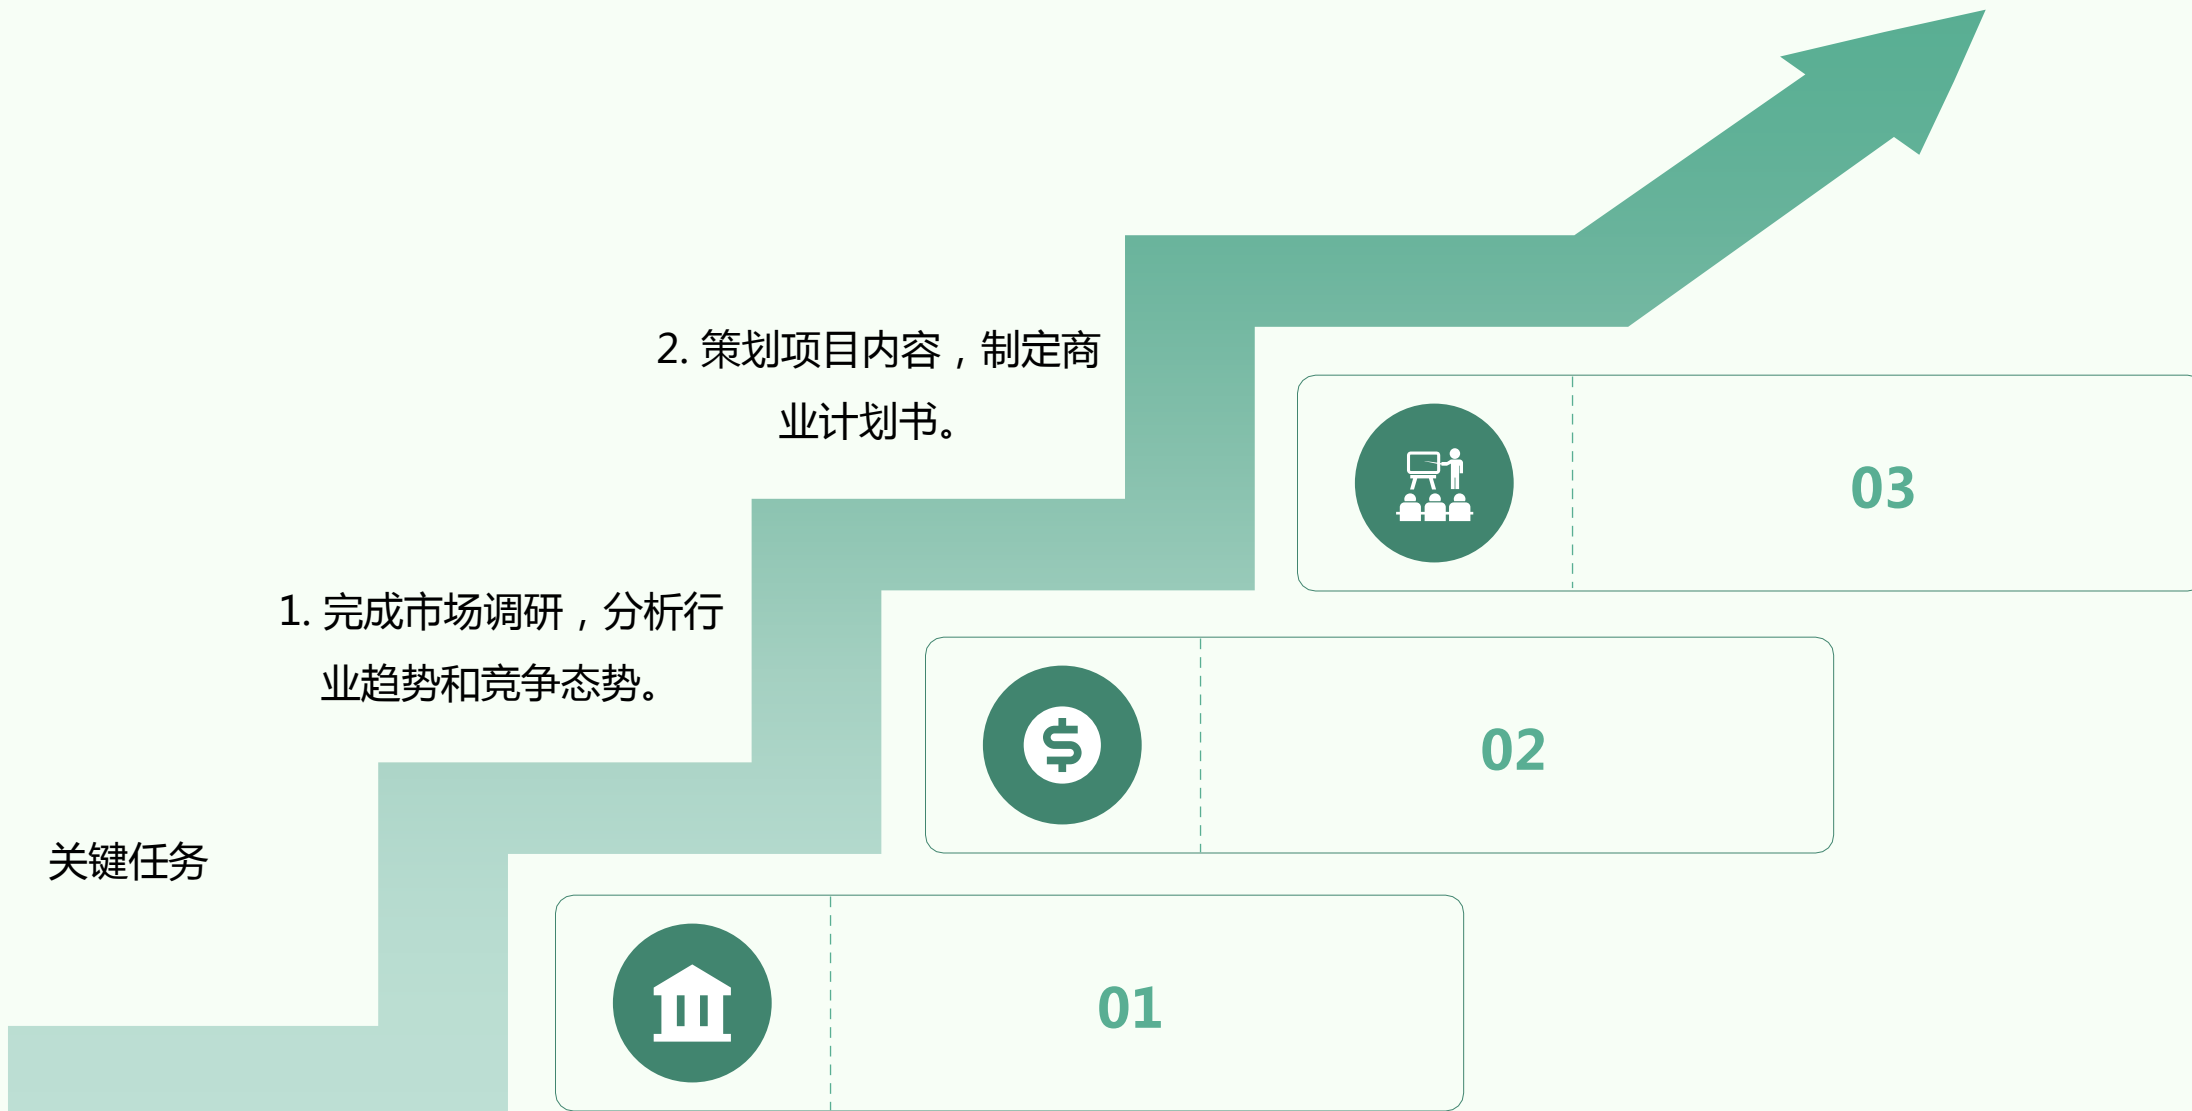 2. 策划项目内容，制定商
业计划书。
03
1. 完成市场调研，分析行
业趋势和竞争态势。
02
关键任务
01